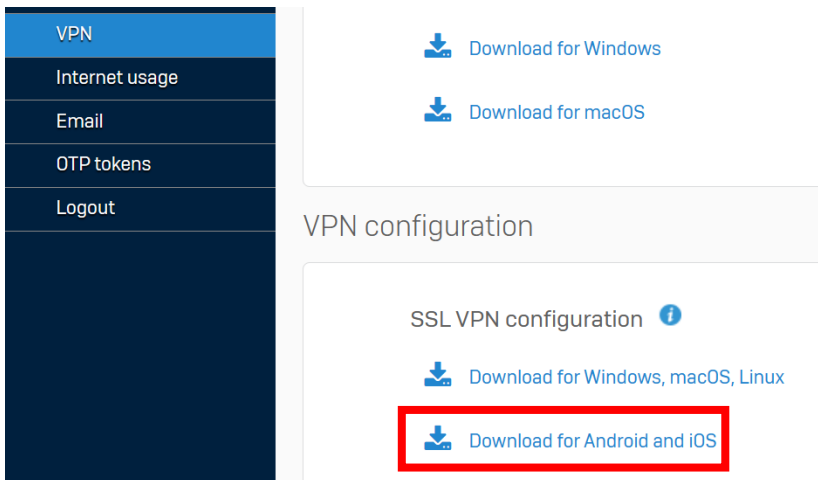 VPN
Internet usage
Email
OTP tokens
Logout
Download for Windows
Download for macOS
VPN configuration
SSL VPN configuration
Download for Windows, macOS, Linux
Download for Android and iOS